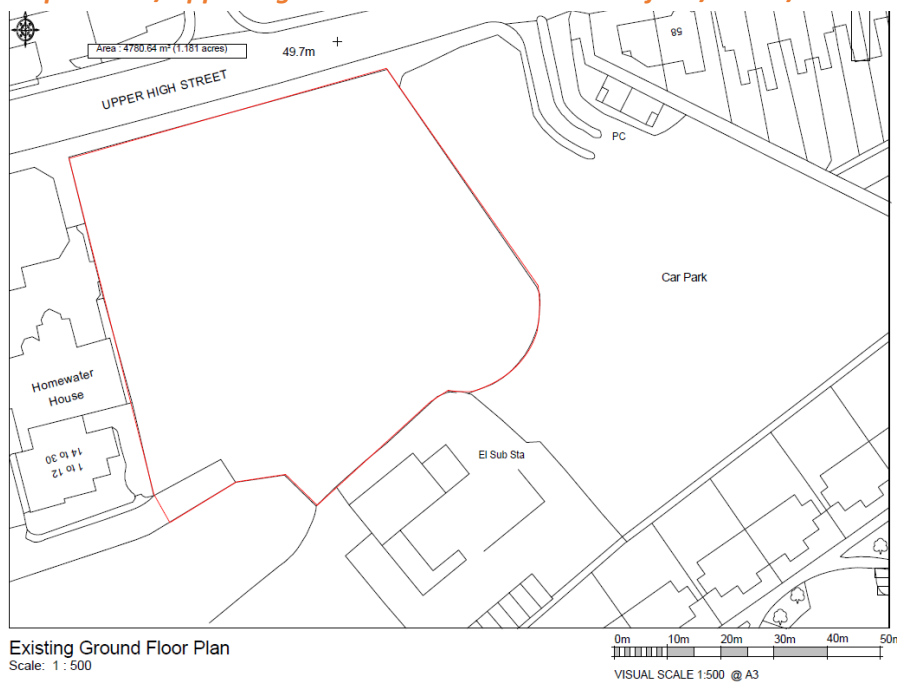 Area : 4780.64 m² (1.181 acres)
49.7m
58
UPPER HIGH STREET
PC
Car Park
Homewater
House
1 to 12
14 to 30
El Sub Sta
Existing Ground Floor Plan
Scale: 1 : 500
0m 10m 20m 30m 40m 50m
VISUAL SCALE 1:500 @ A3